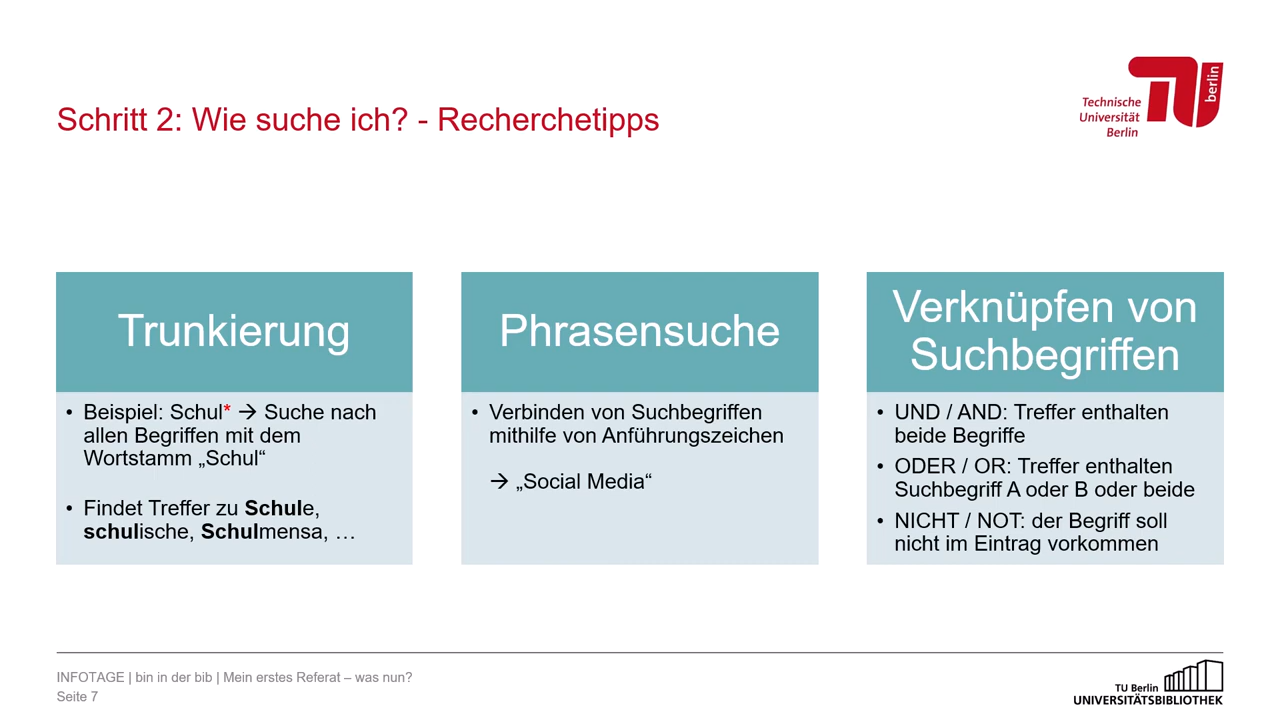 Schritt 2: Wie suche ich? - Recherchetipps
Technische
Universität
Berlin
berlin
Trunkierung
• Beispiel: Schul* → Suche nach
allen Begriffen mit dem
Wortstamm „Schul“
• Findet Treffer zu Schule,
schulische, Schulmensa, …
Phrasensuche
• Verbinden von Suchbegriffen
mithilfe von Anführungszeichen
→ „Social Media“
Verknüpfen von
Suchbegriffen
• UND / AND: Treffer enthalten
beide Begriffe
• ODER / OR: Treffer enthalten
Suchbegriff A oder B oder beide
• NICHT / NOT: der Begriff soll
nicht im Eintrag vorkommen
INFOTAGE | bin in der bib | Mein erstes Referat – was nun?
Seite 7
TU Berlin
UNIVERSITÄTSBIBLIOTHEK